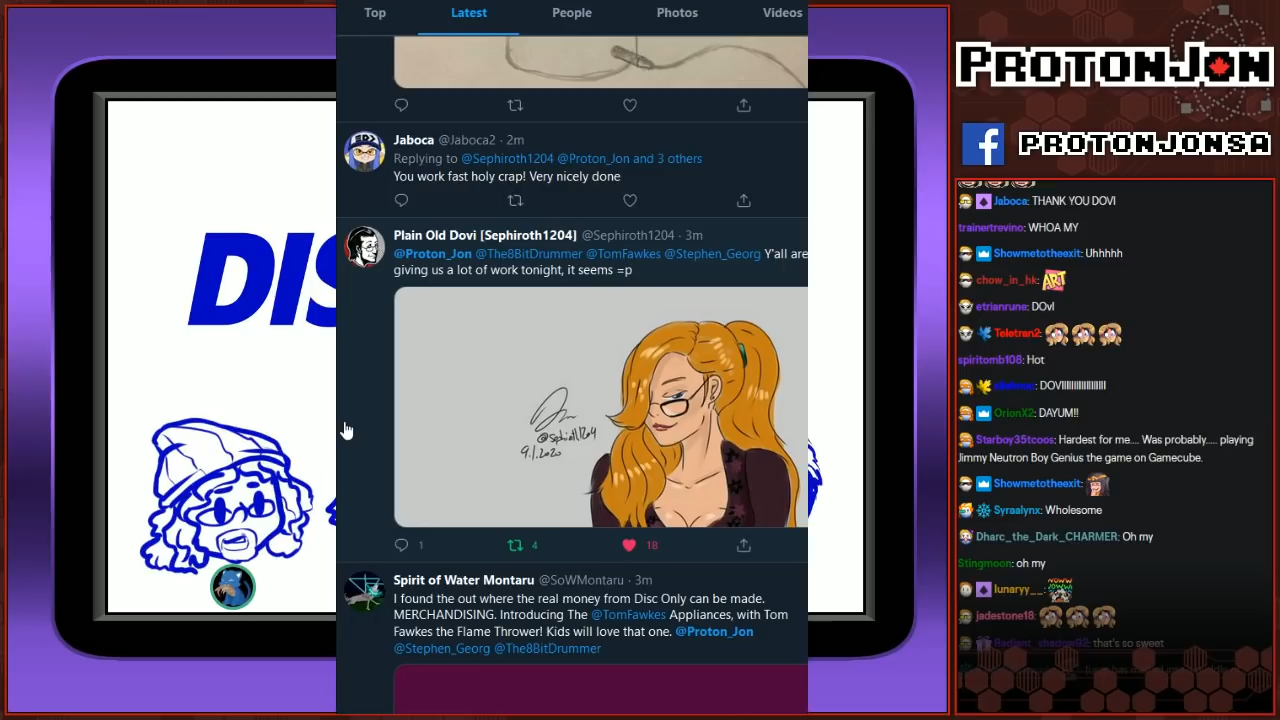 Top Latest People Photos Videos
Jaboca @Jaboca2 · 2m
Replying to @Sephiroth1204 @Proton_Jon and 3 others
You work fast holy crap! Very nicely done
Plain Old Dovi [Sephiroth1204] @Sephiroth1204 · 3m
@Proton_Jon @The8BitDrummer @TomFawkes @Stephen_Georg Y'all are
giving us a lot of work tonight, it seems =p
@Sephiroth1204
9.1.2020
1 4 18
Spirit of Water Montaru @SoWMontaru · 3m
I found the out where the real money from Disc Only can be made.
MERCHANDISING. Introducing The @TomFawkes Appliances, with Tom
Fawkes the Flame Thrower! Kids will love that one. @Proton_Jon
@Stephen_Georg @The8BitDrummer
DIS
PROTONJON
PROTONJONSA
Jaboca: THANK YOU DOVI
trainertrevino: WHOA MY
Showmetotheexit: Uhhhhh
chow_in_hk: ART
etrianrune: DOvI
Teletran2:
spiritomb108: Hot
OrionX2: DAYUM!!
Starboy35tcoos: Hardest for me.... Was probably..... playing
Jimmy Neutron Boy Genius the game on Gamecube.
Showmetotheexit:
Syraalynx: Wholesome
Dharc_the_Dark_CHARMER: Oh my
Stingmoon: oh my
lunaryy__:
jadestone18:
Radiant_shadow92: that's so sweet